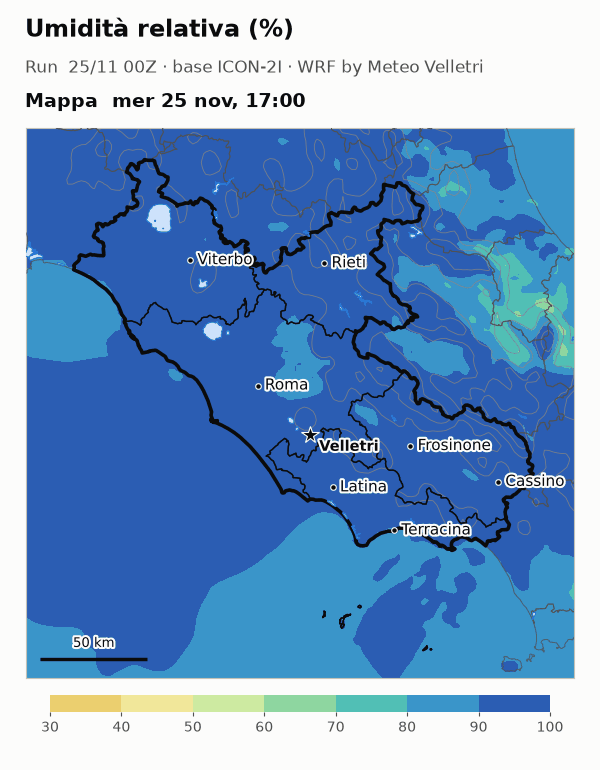 Umidità relativa (%)
Run  25/11 00Z · base ICON-2I · WRF by Meteo Velletri
Mappa  mer 25 nov, 17:00
Viterbo
Rieti
Roma
Velletri
Frosinone
Cassino
Latina
Terracina
50 km
30 40 50 60 70 80 90 100